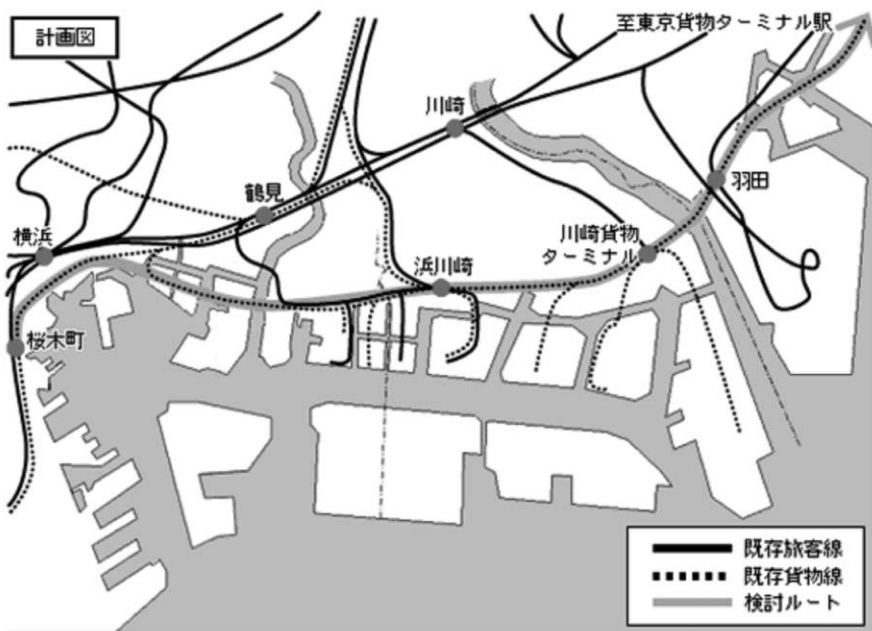 計画図
至東京貨物ターミナル駅
川崎
羽田
鶴見
横浜
川崎貨物
ターミナル
浜川崎
桜木町
既存旅客線
既存貨物線
検討ルート